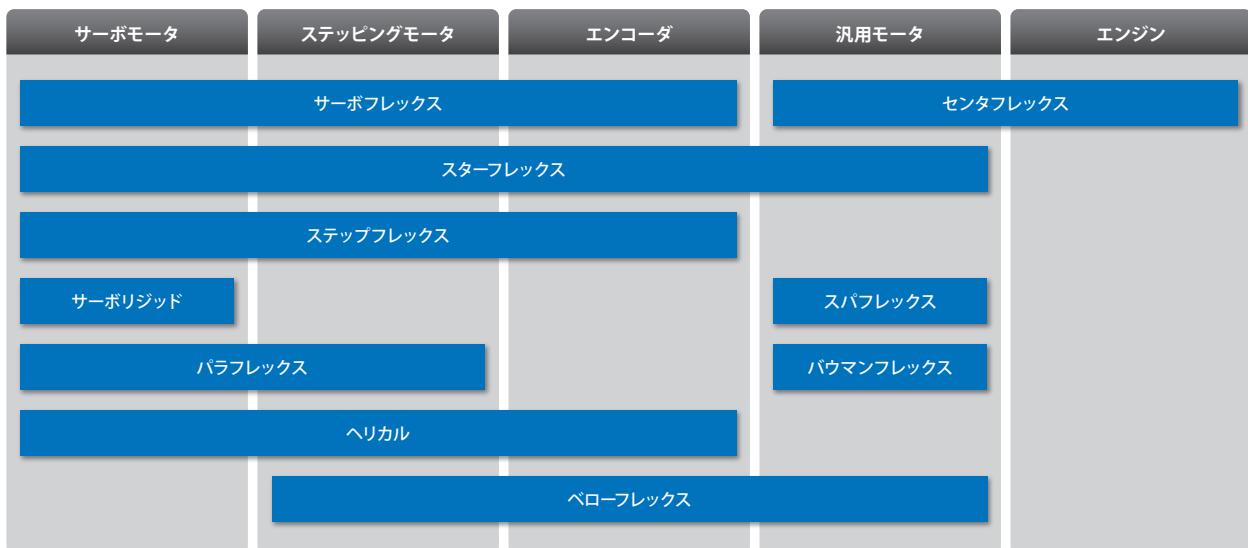 サーボモータ
ステッピングモータ
エンコーダ
汎用モータ
エンジン
サーボフレックス
センタフレックス
スターフレックス
ステップフレックス
サーボリジッド
スパフレックス
パラフレックス
バウマンフレックス
ヘリカル
ベローフレックス